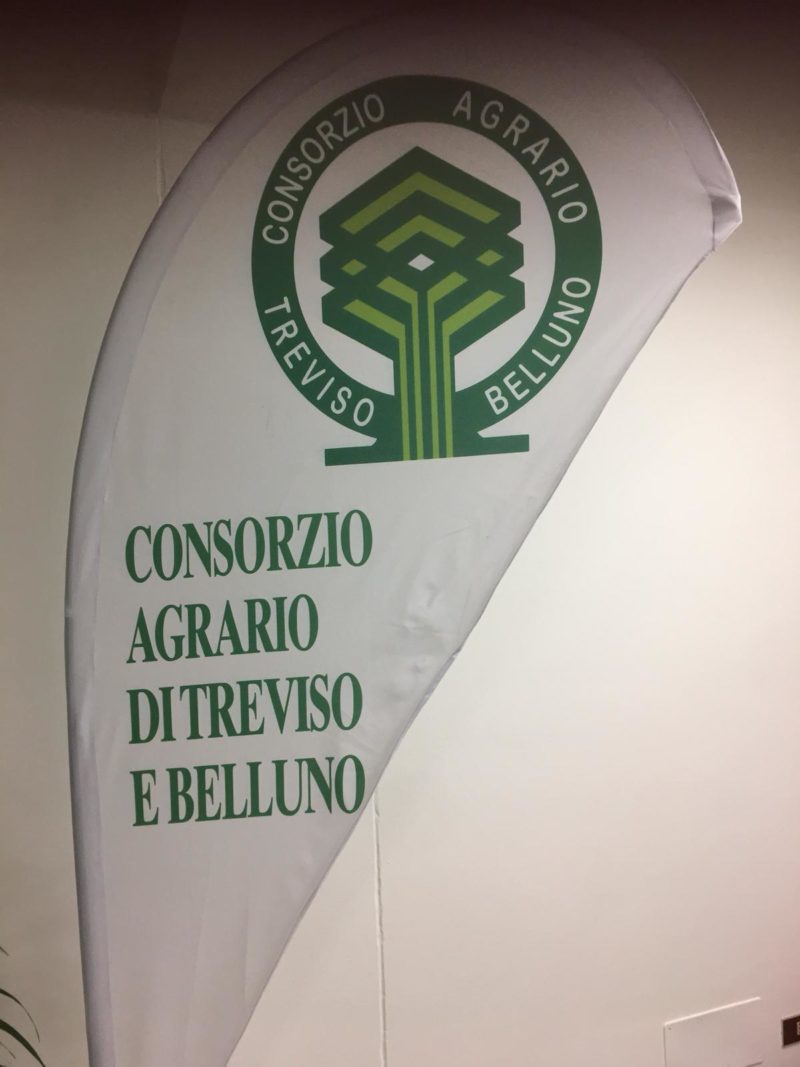 CONSORZIO AGRARIO
TREVISO BELLUNO
CONSORZIO
AGRARIO
DI TREVISO
E BELLUNO